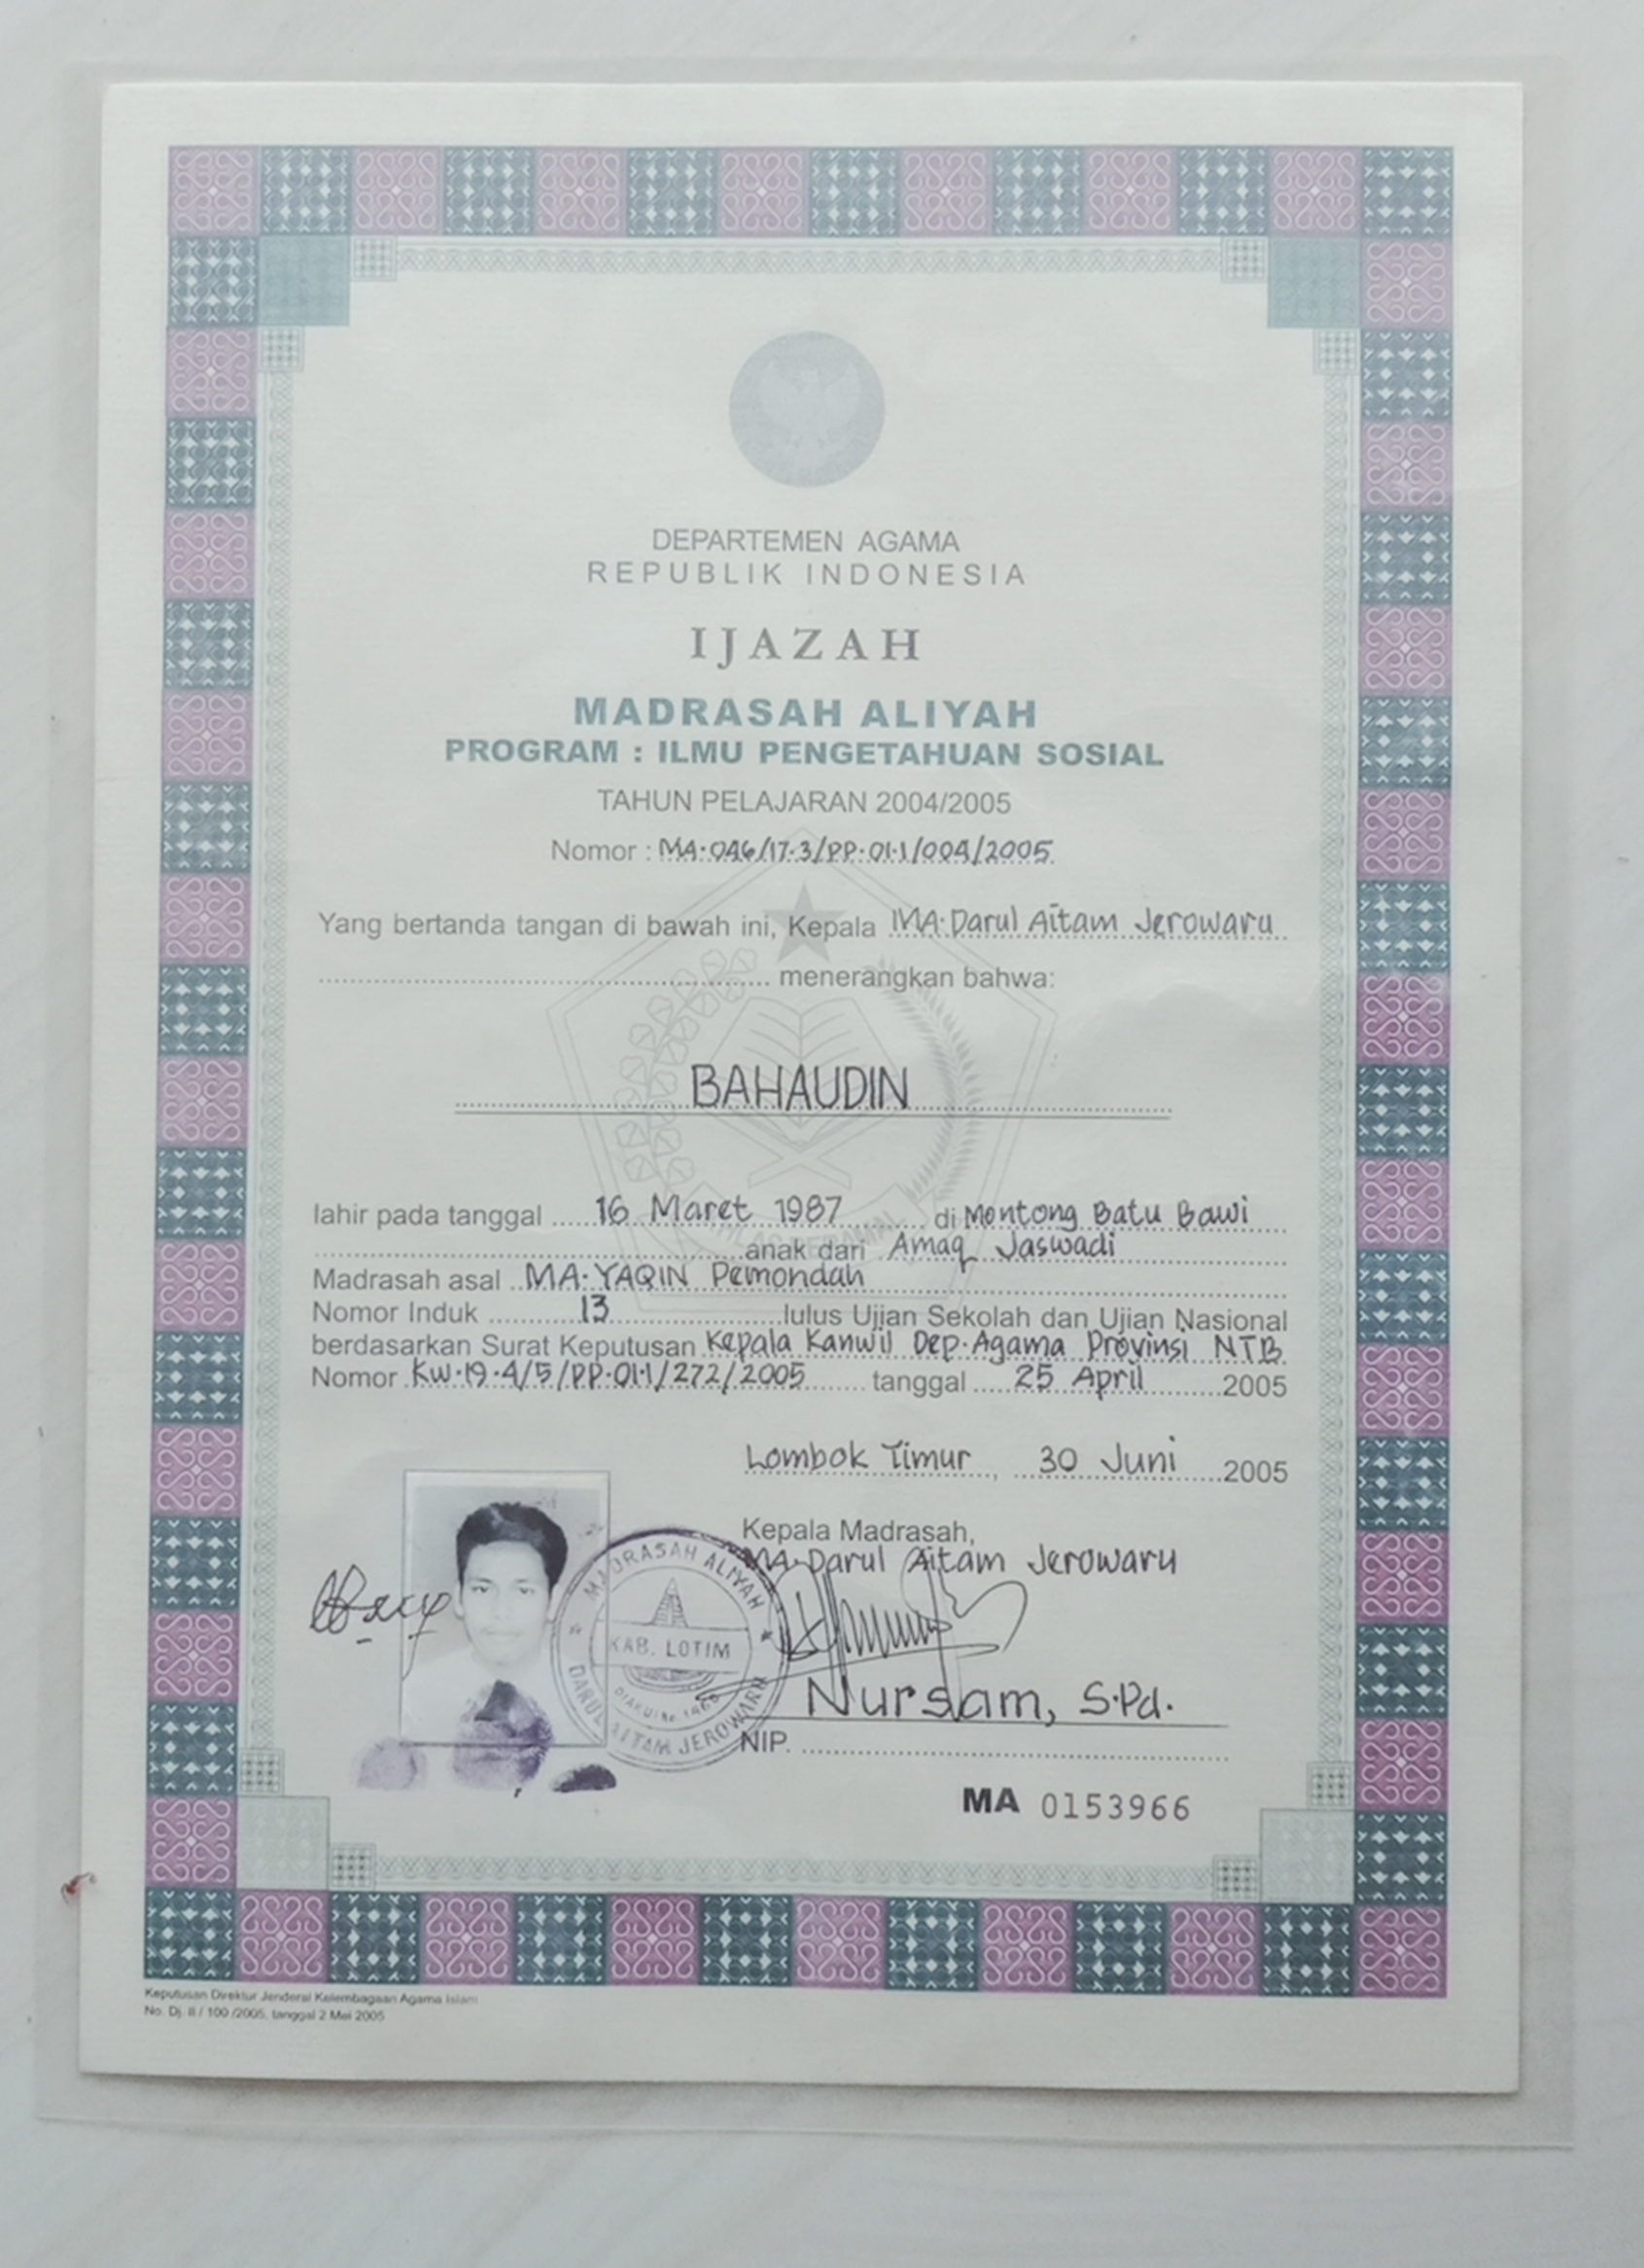 DEPARTEMEN AGAMA
REPUBLIK INDONESIA
IJAZAH
MADRASAH ALIYAH
PROGRAM : ILMU PENGETAHUAN SOSIAL
TAHUN PELAJARAN 2004/2005
Nomor : MA.046/17.3/PP.01.1/004/2005
Yang bertanda tangan di bawah ini, Kepala MA.Darul Aitam Jerowaru
menerangkan bahwa:
BAHAUDIN
lahir pada tanggal 16 Maret 1987 di Montong Batu Bawi
anak dari Amaq Jaswadi
Madrasah asal MA.YAQIN Pemondah
Nomor Induk 13 lulus Ujian Sekolah dan Ujian Nasional
berdasarkan Surat Keputusan Kepala Kanwil Dep.Agama Provinsi NTB
Nomor KW.19.4/5/PP.01.1/272/2005 tanggal 25 April 2005
Lombok Timur, 30 Juni 2005
Kepala Madrasah,
MA.Darul Aitam Jerowaru
MADRASAH ALIYAH
KAB. LOTIM
DARUL AITAM JEROWARU
Nursam, S.Pd.
NIP.
MA 0153966
Keputusan Direktur Jenderal Kelembagaan Agama Islam
No. Dj. II / 100 /2005, tanggal 2 Mei 2005